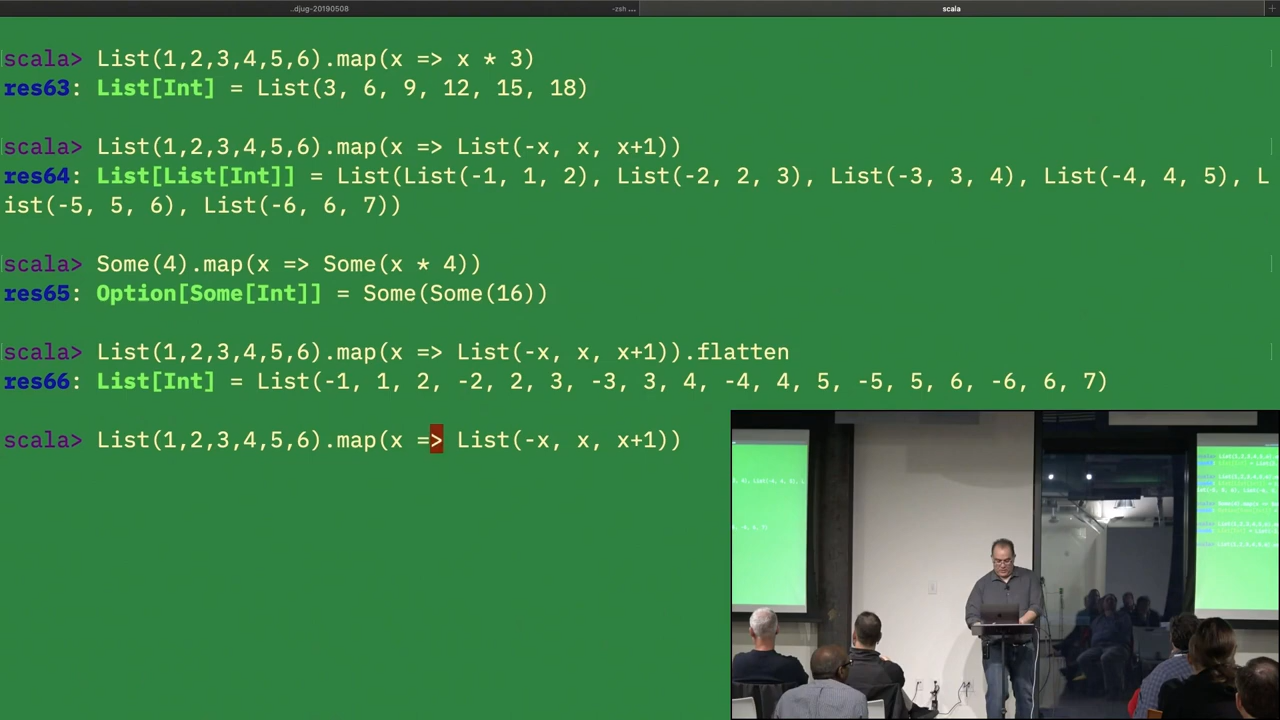 ..djug-20190508
-zsh ...
scala
scala> List(1,2,3,4,5,6).map(x => x * 3)
res63: List[Int] = List(3, 6, 9, 12, 15, 18)
scala> List(1,2,3,4,5,6).map(x => List(-x, x, x+1))
res64: List[List[Int]] = List(List(-1, 1, 2), List(-2, 2, 3), List(-3, 3, 4), List(-4, 4, 5), L
ist(-5, 5, 6), List(-6, 6, 7))
scala> Some(4).map(x => Some(x * 4))
res65: Option[Some[Int]] = Some(Some(16))
scala> List(1,2,3,4,5,6).map(x => List(-x, x, x+1)).flatten
res66: List[Int] = List(-1, 1, 2, -2, 2, 3, -3, 3, 4, -4, 4, 5, -5, 5, 6, -6, 6, 7)
scala> List(1,2,3,4,5,6).map(x => List(-x, x, x+1))